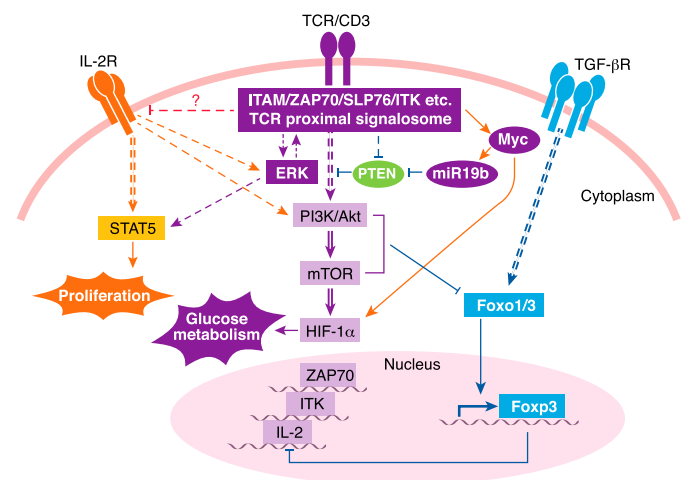 TCR/CD3
IL-2R
TGF-βR
?
ITAM/ZAP70/SLP76/ITK etc.
TCR proximal signalosome
Myc
ERK
PTEN
miR19b
Cytoplasm
PI3K/Akt
STAT5
mTOR
Proliferation
Foxo1/3
Glucose
metabolism
HIF-1α
Nucleus
ZAP70
ITK
Foxp3
IL-2